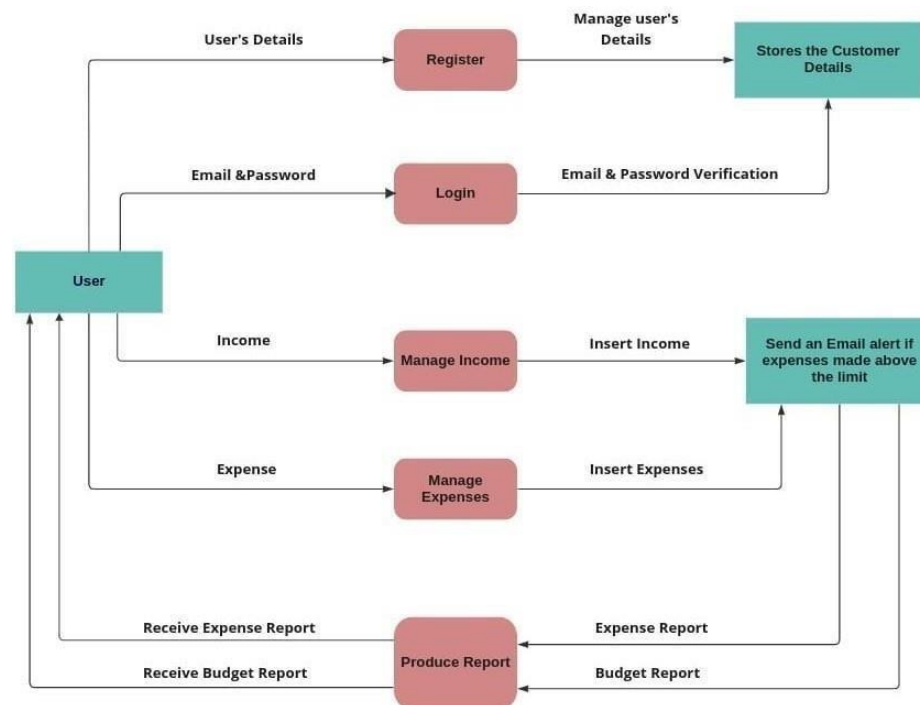 User's Details
Manage user's
Details
Register
Stores the Customer
Details
Email &Password
Login
Email & Password Verification
User
Income
Manage Income
Insert Income
Send an Email alert if
expenses made above
the limit
Expense
Manage
Expenses
Insert Expenses
Receive Expense Report
Expense Report
Produce Report
Receive Budget Report
Budget Report